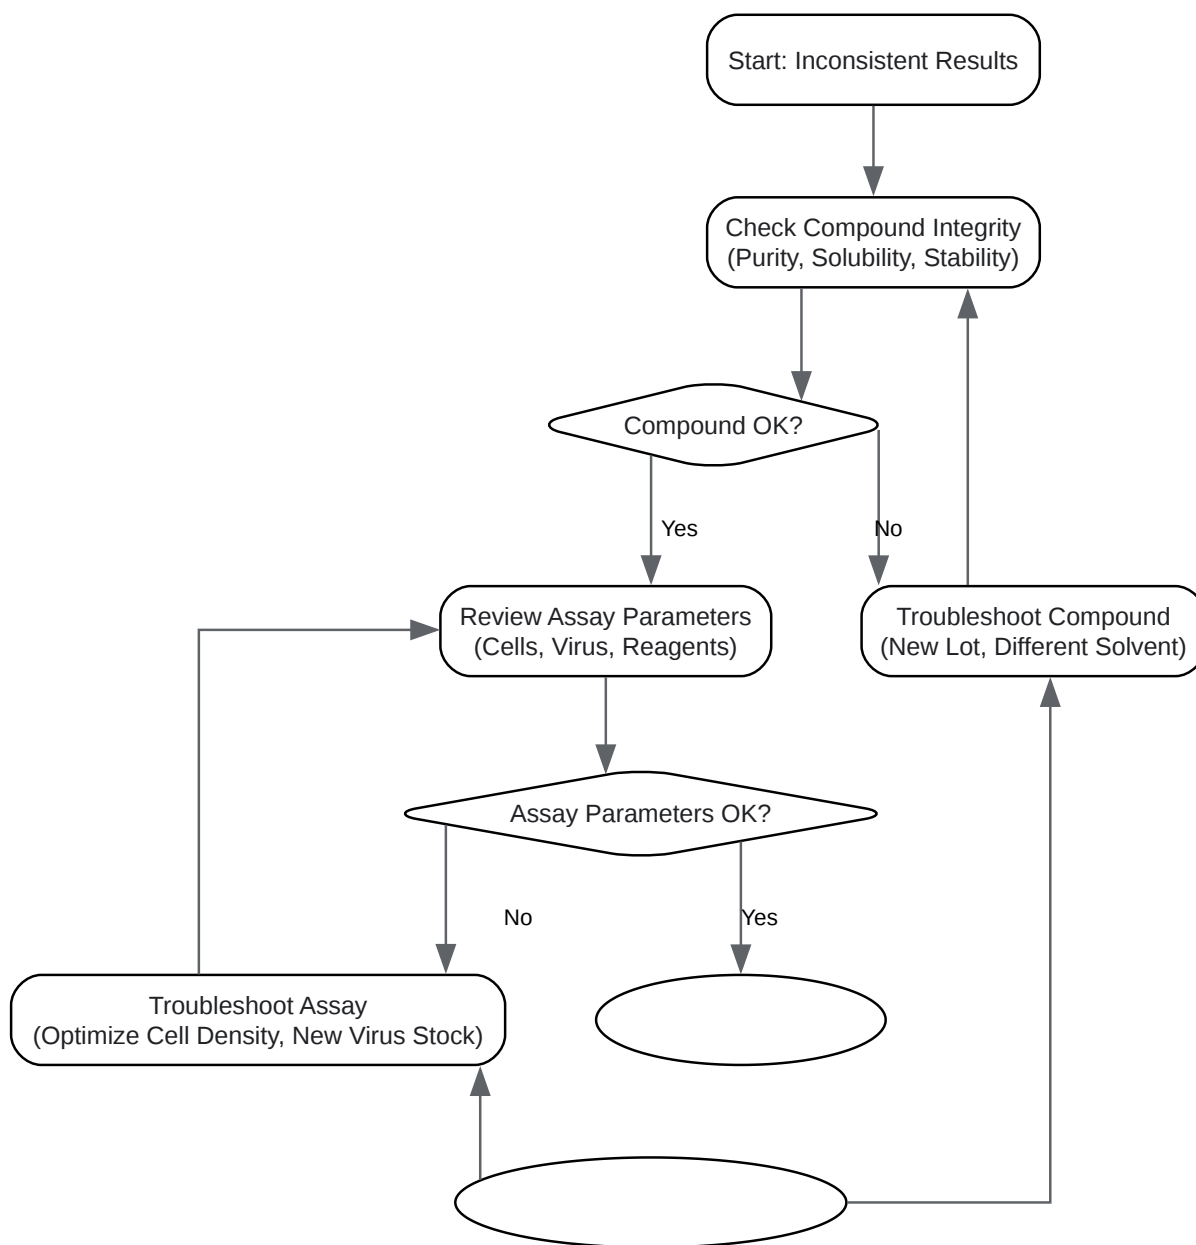 Start: Inconsistent Results
Check Compound Integrity
(Purity, Solubility, Stability)
Compound OK?
Yes
No
Review Assay Parameters
(Cells, Virus, Reagents)
Troubleshoot Compound
(New Lot, Different Solvent)
Assay Parameters OK?
No
Yes
Troubleshoot Assay
(Optimize Cell Density, New Virus Stock)